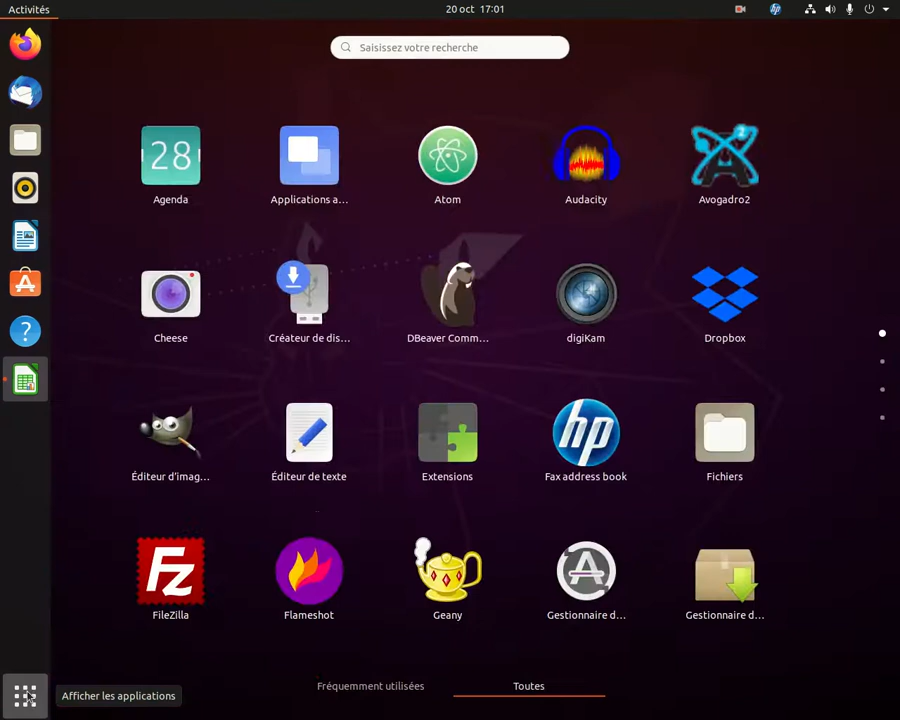 Activités
20 oct 17:01
Saisissez votre recherche
28
2
Agenda
Applications a...
Atom
Audacity
Avogadro2
Cheese
Créateur de dis...
DBeaver Comm...
digiKam
Dropbox
hp
Éditeur d'imag...
Éditeur de texte
Extensions
Fax address book
Fichiers
Fz
FileZilla
Flameshot
Geany
Gestionnaire d...
Gestionnaire d...
Afficher les applications
Fréquemment utilisées
Toutes